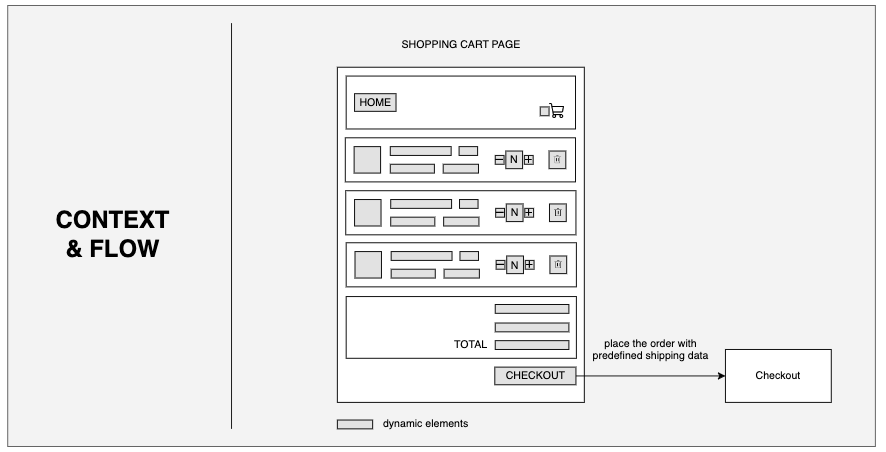 SHOPPING CART PAGE
HOME
N
N
N
CONTEXT
& FLOW
TOTAL
CHECKOUT
place the order with
predefined shipping data
Checkout
dynamic elements